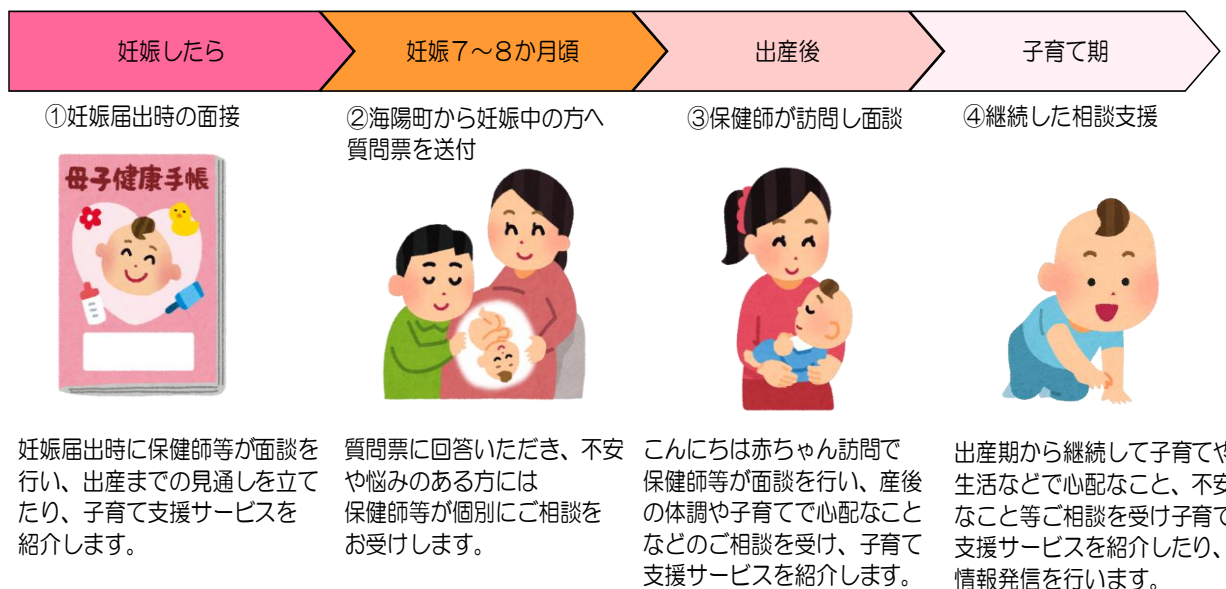 妊娠したら
妊娠7～8か月頃
出産後
子育て期
①妊娠届出時の面接
②海陽町から妊娠中の方へ
質問票を送付
③保健師が訪問し面談
④継続した相談支援
母子健康手帳
妊娠届出時に保健師等が面談を
行い、出産までの見通しを立て
たり、子育て支援サービスを
紹介します。
質問票に回答いただき、不安
や悩みのある方には
保健師等が個別にご相談を
お受けします。
こんにちは赤ちゃん訪問で
保健師等が面談を行い、産後
の体調や子育てで心配なこと
などのご相談を受け、子育て
支援サービスを紹介します。
出産期から継続して子育てや
生活などで心配なこと、不安
なこと等ご相談を受け子育て
支援サービスを紹介したり、
情報発信を行います。